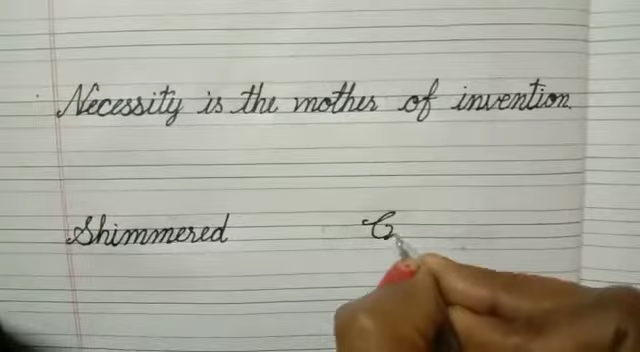 Necessity is the mother of invention.
Shimmered